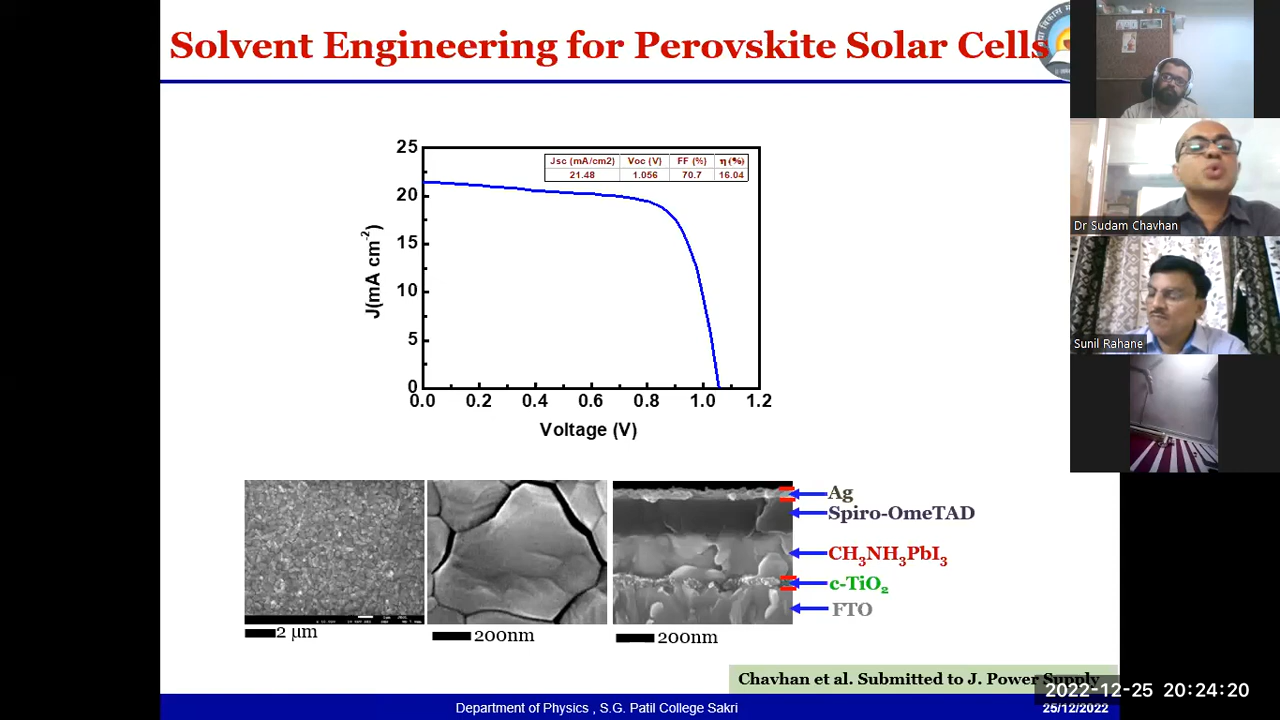 Solvent Engineering for Perovskite Solar Cells
25
20
15
10
5
0
J(mA cm-2)
Jsc (mA/cm2) Voc (V) FF (%) η (%)
21.48 1.056 70.7 16.04
0.0 0.2 0.4 0.6 0.8 1.0 1.2
Voltage (V)
Dr Sudam Chavhan
Sunil Rahane
Ag
Spiro-OmeTAD
CH3NH3PbI3
c-TiO2
FTO
2 µm
200nm
200nm
Chavhan et al. Submitted to J. Power Supply
2022-12-25 20:24:20
Department of Physics , S.G. Patil College Sakri
25/12/2022